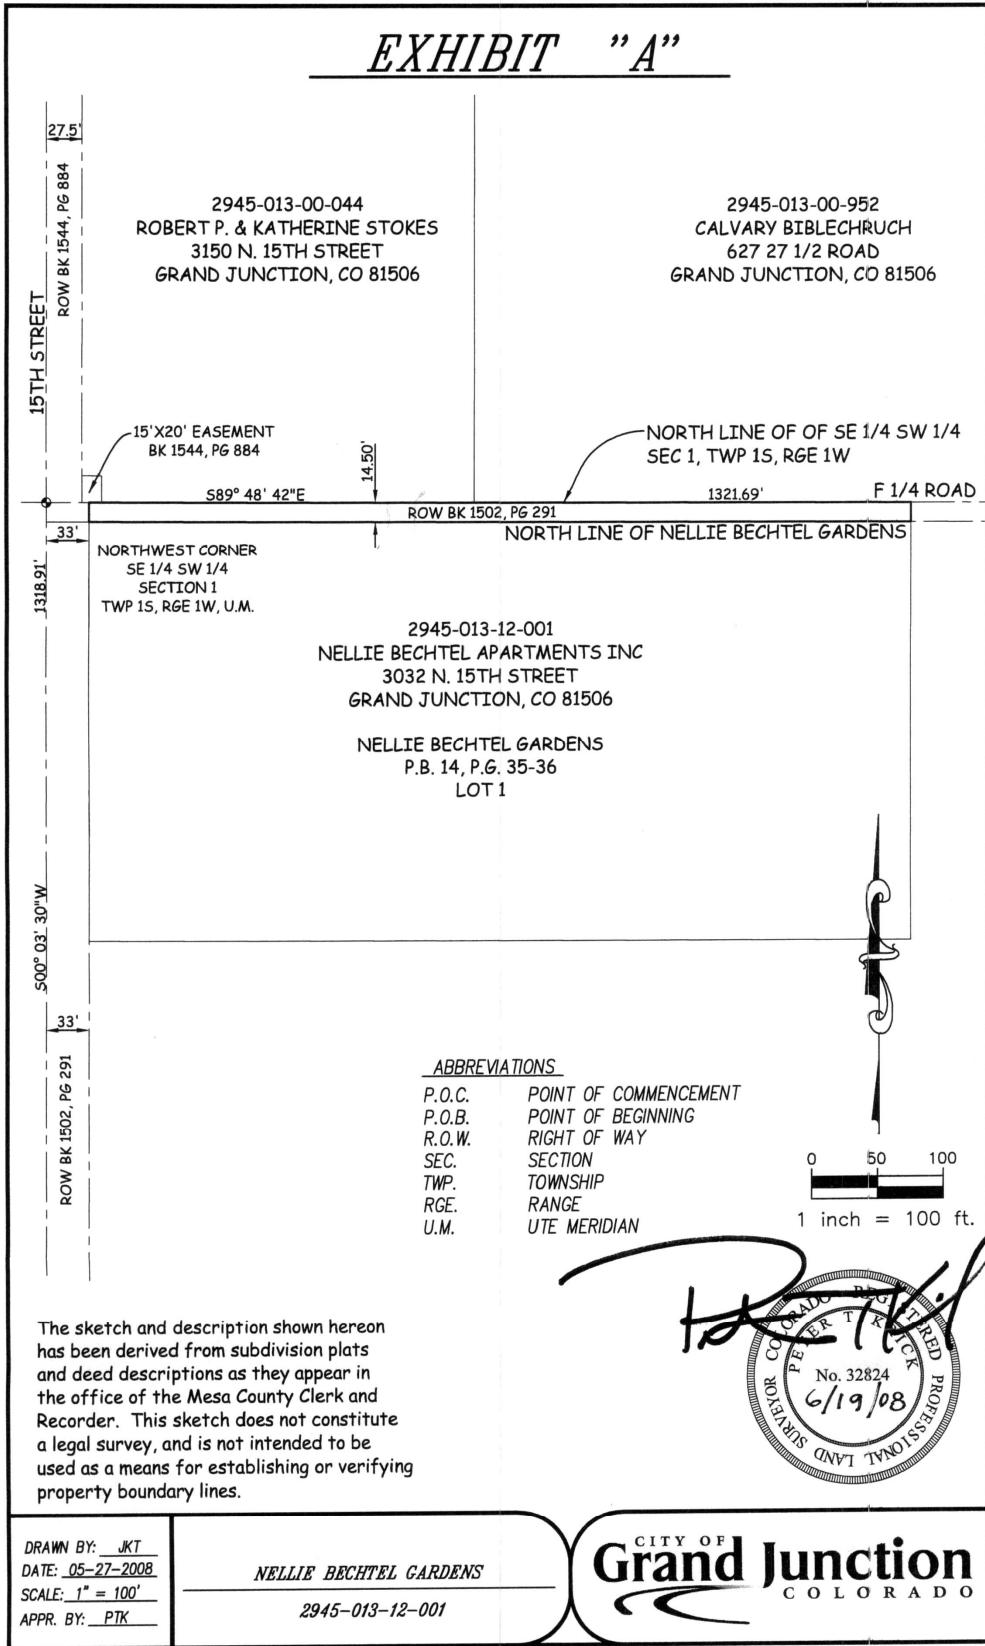 EXHIBIT "A"
27.5'
ROW BK 1544, PG 884
15TH STREET
2945-013-00-044
ROBERT P. & KATHERINE STOKES
3150 N. 15TH STREET
GRAND JUNCTION, CO 81506
2945-013-00-952
CALVARY BIBLECHRUCH
627 27 1/2 ROAD
GRAND JUNCTION, CO 81506
15'X20' EASEMENT
BK 1544, PG 884
14.50'
NORTH LINE OF OF SE 1/4 SW 1/4
SEC 1, TWP 1S, RGE 1W
S89° 48' 42"E
1321.69'
F 1/4 ROAD
ROW BK 1502, PG 291
33'
NORTH LINE OF NELLIE BECHTEL GARDENS
NORTHWEST CORNER
SE 1/4 SW 1/4
SECTION 1
TWP 1S, RGE 1W, U.M.
1318.91'
2945-013-12-001
NELLIE BECHTEL APARTMENTS INC
3032 N. 15TH STREET
GRAND JUNCTION, CO 81506
NELLIE BECHTEL GARDENS
P.B. 14, P.G. 35-36
LOT 1
S00° 03' 30"W
33'
ROW BK 1502, PG 291
ABBREVIATIONS
P.O.C. POINT OF COMMENCEMENT
P.O.B. POINT OF BEGINNING
R.O.W. RIGHT OF WAY
SEC. SECTION
TWP. TOWNSHIP
RGE. RANGE
U.M. UTE MERIDIAN
0 50 100
1 inch = 100 ft.
COLORADO REGISTERED
PROFESSIONAL LAND SURVEYOR
PETER T.
No. 32824
6/19/08
The sketch and description shown hereon
has been derived from subdivision plats
and deed descriptions as they appear in
the office of the Mesa County Clerk and
Recorder. This sketch does not constitute
a legal survey, and is not intended to be
used as a means for establishing or verifying
property boundary lines.
DRAWN BY: JKT
DATE: 05-27-2008
SCALE: 1" = 100'
APPR. BY: PTK
NELLIE BECHTEL GARDENS
2945-013-12-001
CITY OF
Grand Junction
COLORADO